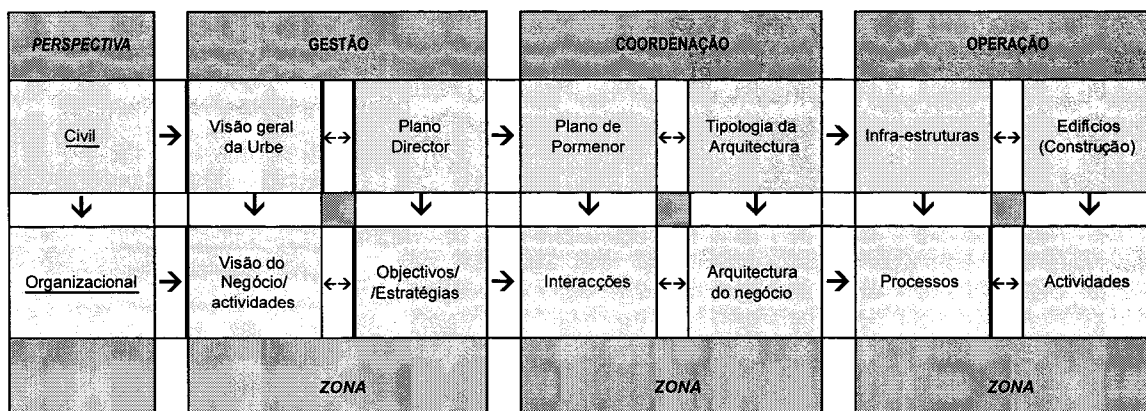 PERSPECTIVA GESTÃO COORDENAÇÃO OPERAÇÃO
Civil
Visão geral
da Urbe
Plano
Director
Plano de
Pormenor
Tipologia da
Arquitectura
Infra-estruturas
Edifícios
(Construção)
Organizacional
Visão do
Negócio/
actividades
Objectivos/
/Estratégias
Interacções
Arquitectura
do negócio
Processos
Actividades
ZONA ZONA ZONA